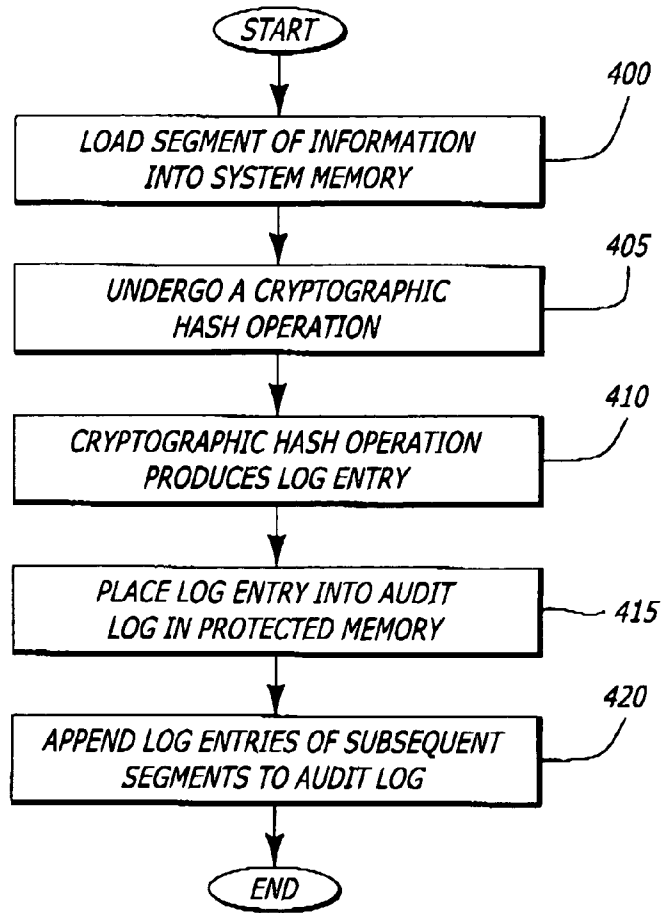 START
400
LOAD SEGMENT OF INFORMATION
INTO SYSTEM MEMORY
405
UNDERGO A CRYPTOGRAPHIC
HASH OPERATION
410
CRYPTOGRAPHIC HASH OPERATION
PRODUCES LOG ENTRY
PLACE LOG ENTRY INTO AUDIT
LOG IN PROTECTED MEMORY
415
420
APPEND LOG ENTRIES OF SUBSEQUENT
SEGMENTS TO AUDIT LOG
END